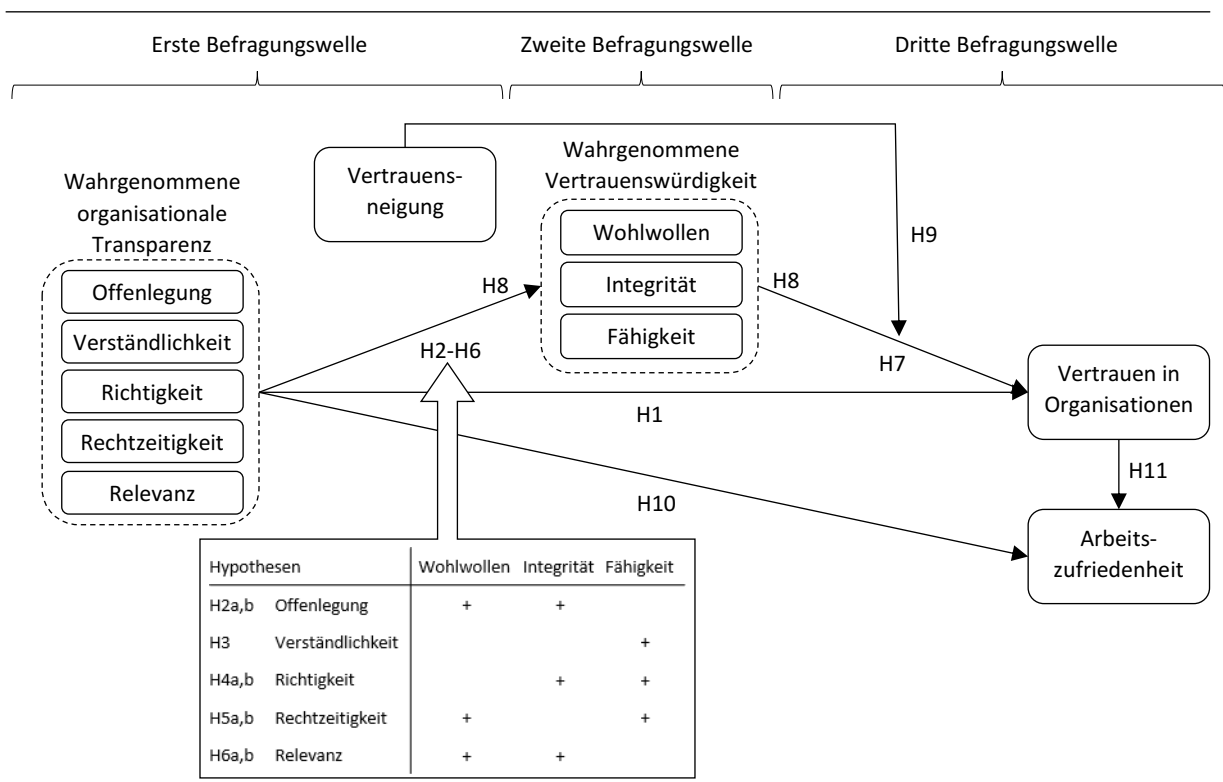 Erste Befragungswelle
Zweite Befragungswelle
Dritte Befragungswelle
Wahrgenommene
organisationale
Transparenz
Offenlegung
Verständlichkeit
Richtigkeit
Rechtzeitigkeit
Relevanz
Vertrauens-
neigung
Wahrgenommene
Vertrauenswürdigkeit
Wohlwollen
Integrität
Fähigkeit
H8
H2-H6
H8
H9
H7
H1
H10
Vertrauen in
Organisationen
H11
Arbeits-
zufriedenheit
Hypothesen Wohlwollen Integrität Fähigkeit
H2a,b Offenlegung + +
H3 Verständlichkeit +
H4a,b Richtigkeit + +
H5a,b Rechtzeitigkeit + +
H6a,b Relevanz + +